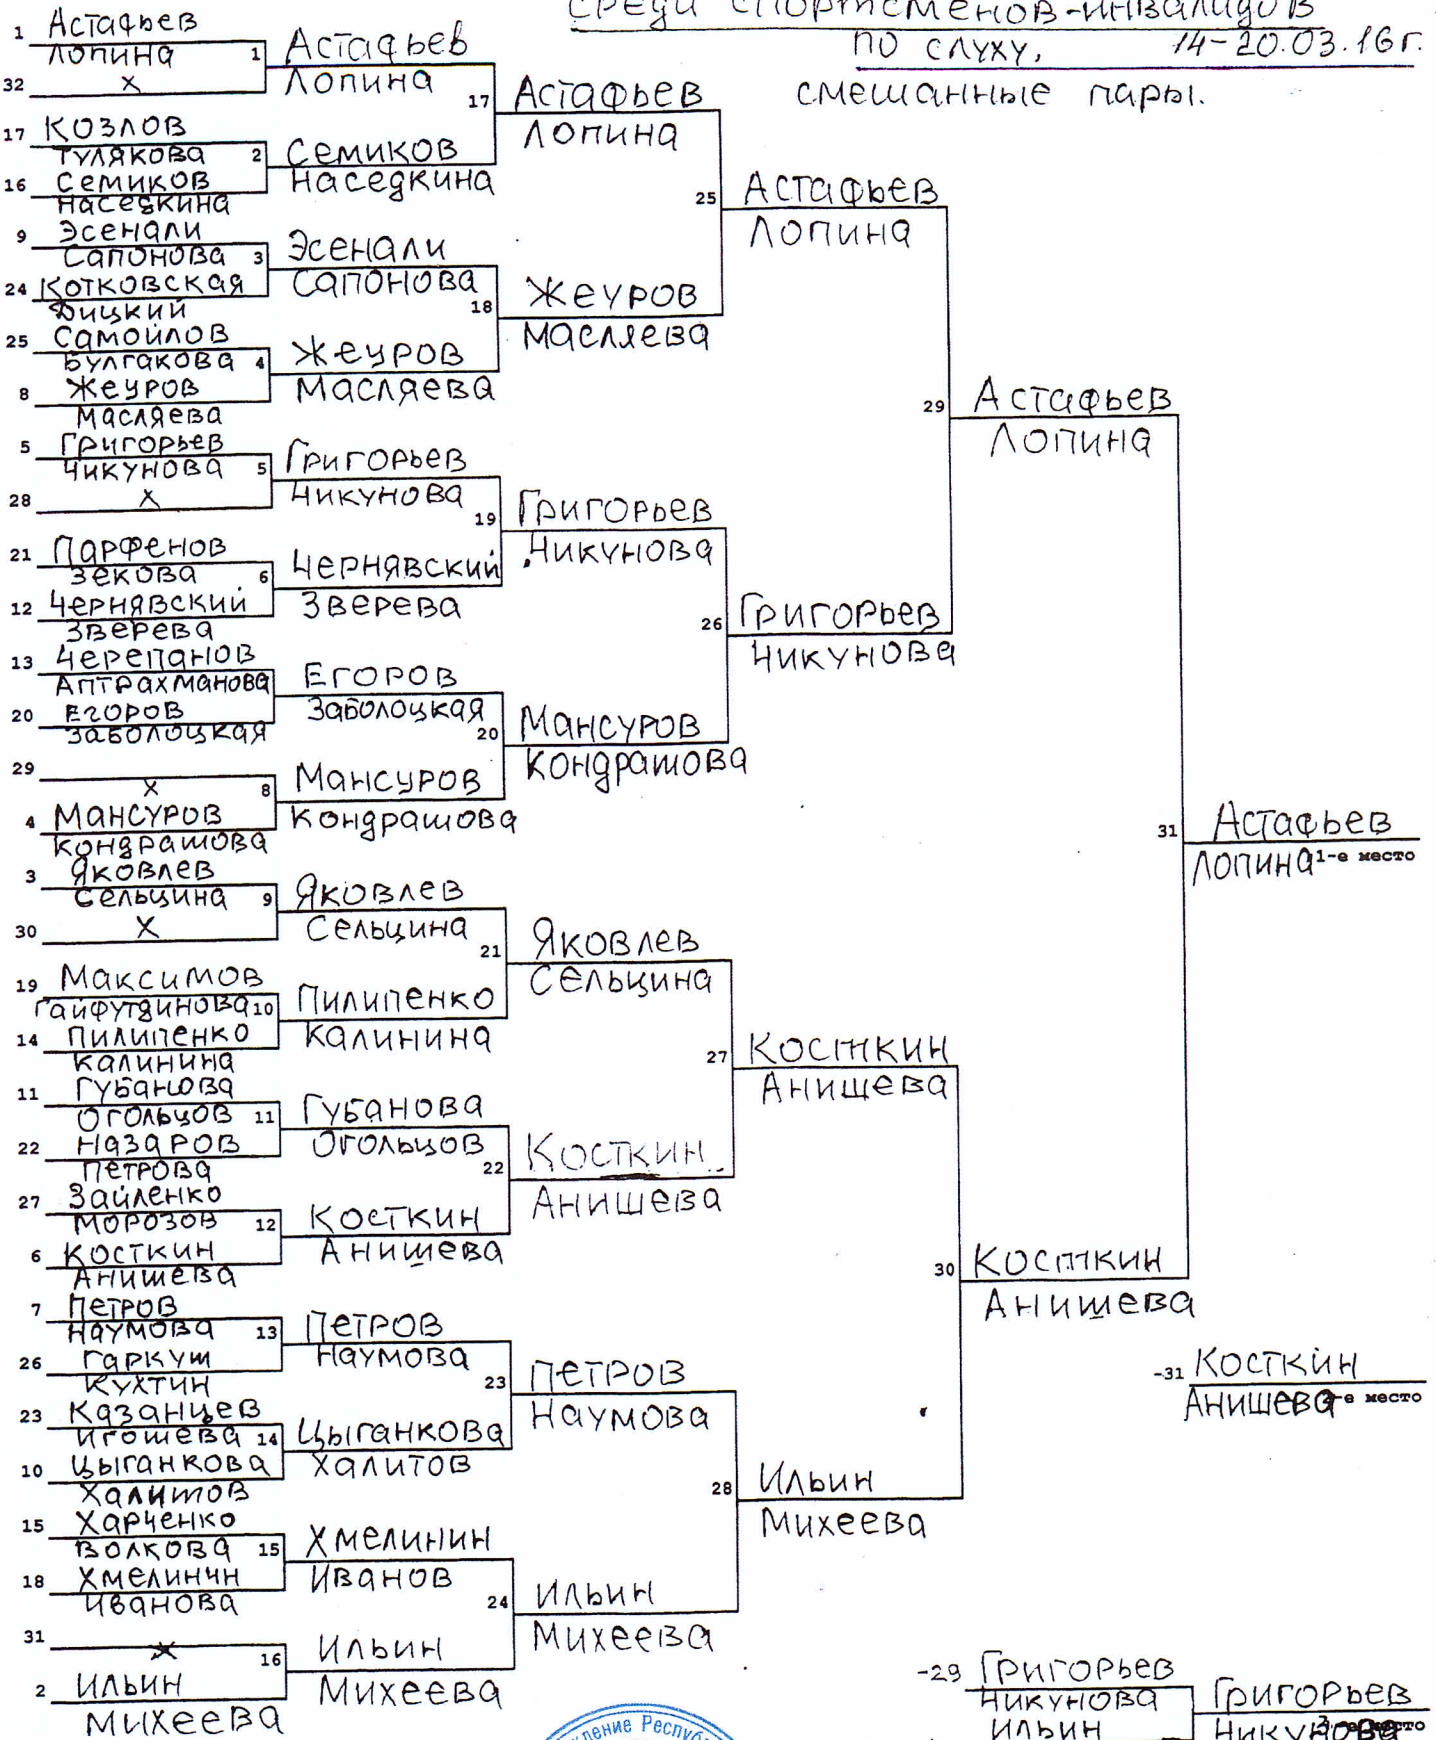 среди спортсменов-инвалидов
по слуху, 14-20.03.16г.
смешанные пары.
1 Астафьев
Лопина 1
32 X
17 Козлов
Тулякова 2
16 Семиков
Наседкина
9 Эсенали
Сапонова 3
24 Котковская
Дицкий
25 Самойлов
Булгакова 4
8 Жеуров
Масляева
5 Григорьев
Чикунова 5
28 X
21 Парфенов
Зекова 6
12 Чернявский
Зверева
13 Черепанов
Аптрахманова
20 Егоров
Заболоцкая
29 X 8
4 Мансуров
Кондрашова
3 Яковлев
Сельцина 9
30 X
19 Максимов
Гайфутдинова 10
14 Пилипенко
Калинина
11 Губанова
Огольцов 11
22 Назаров
Петрова
27 Зайленко
Морозов 12
6 Косткин
Анишева
7 Петров
Наумова 13
26 Гаркуш
Кухтин
23 Казанцев
Игошева 14
10 Цыганкова
Халитов
15 Харченко
Волкова 15
18 Хмелинин
Иванова
31 X 16
2 Ильин
Михеева
Астафьев
Лопина 17
Семиков
Наседкина
Эсенали
Сапонова 18
Жеуров
Масляева
Григорьев
Чикунова 19
Чернявский
Зверева
Егоров
Заболоцкая 20
Мансуров
Кондрашова
Яковлев
Сельцина 21
Пилипенко
Калинина
Губанова
Огольцов 22
Косткин
Анишева
Петров
Наумова 23
Цыганкова
Халитов
Хмелинин
Иванов 24
Ильин
Михеева
Астафьев
Лопина
25
Жеуров
Масляева
Григорьев
Чикунова
26
Мансуров
Кондрашова
Яковлев
Сельцина
27
Косткин
Анишева
Петров
Наумова
28
Ильин
Михеева
Астафьев
Лопина
29
Григорьев
Чикунова
Косткин
Анищева
30
Ильин
Михеева
Астафьев
Лопина
31
Косткин
Анишева
Астафьев
Лопина 1-е место
-31 Косткин
Анишева е место
-29 Григорьев
Чикунова
Ильин
Григорьев
Чикунова